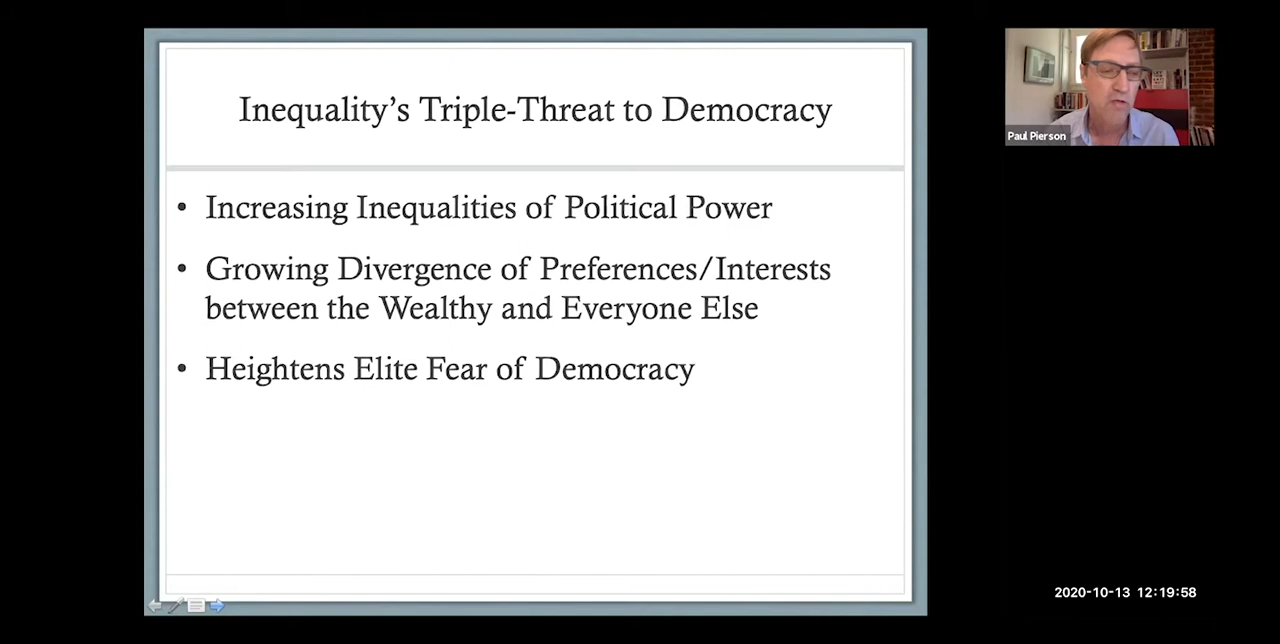 Inequality’s Triple-Threat to Democracy
• Increasing Inequalities of Political Power
• Growing Divergence of Preferences/Interests
between the Wealthy and Everyone Else
• Heightens Elite Fear of Democracy
Paul Pierson
2020-10-13 12:19:58